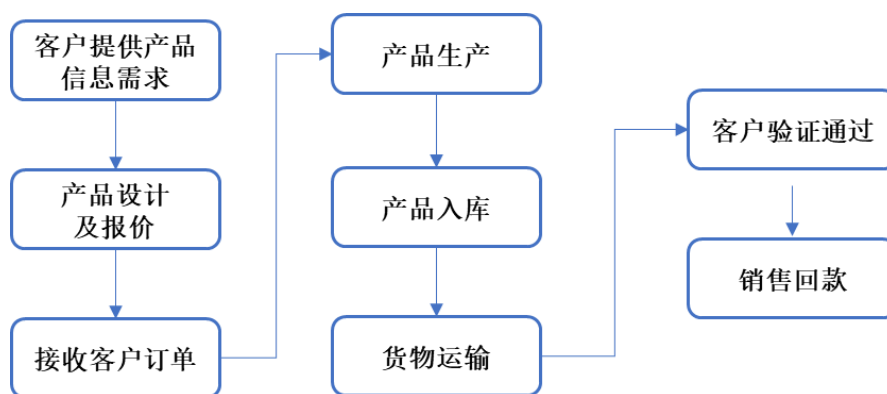 客户提供产品
信息需求
产品设计
及报价
接收客户订单
产品生产
产品入库
货物运输
客户验证通过
销售回款